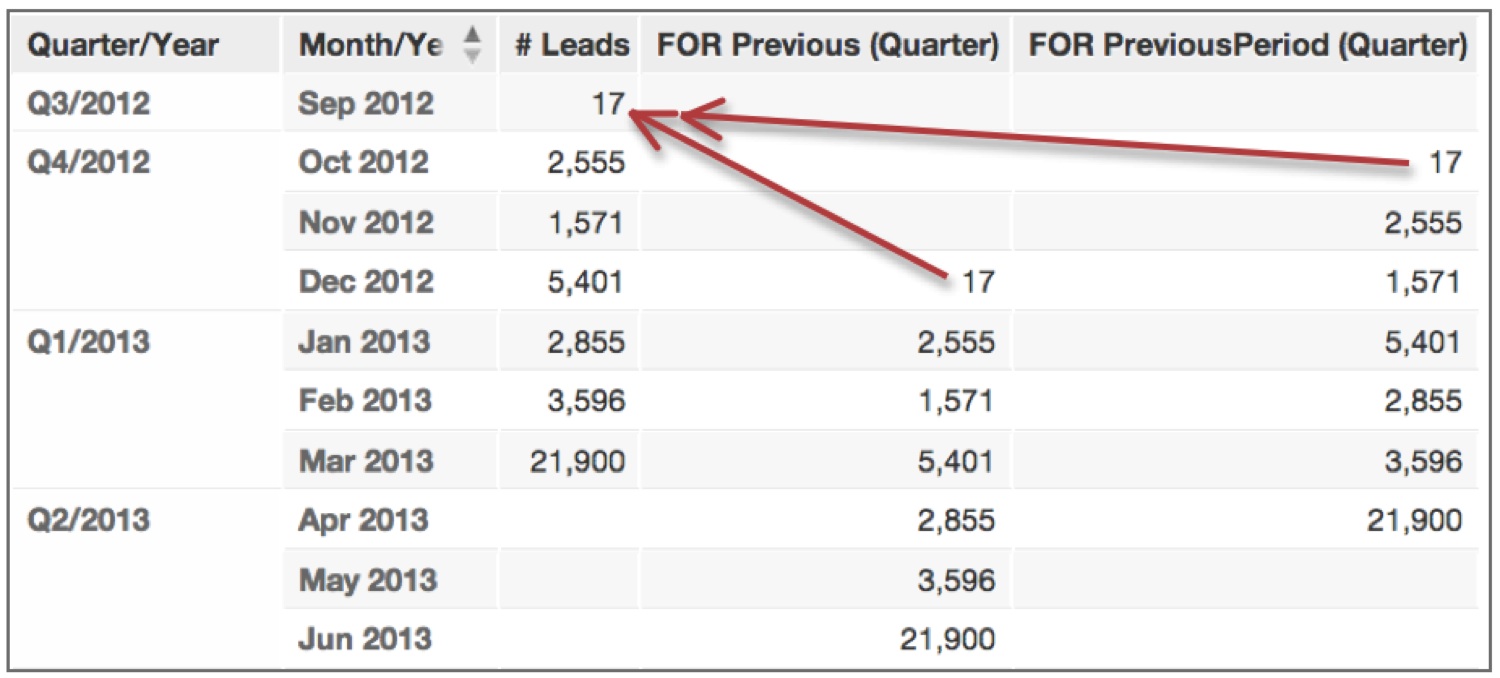 Quarter/Year Month/Ye # Leads FOR Previous (Quarter) FOR PreviousPeriod (Quarter)
Q3/2012 Sep 2012 17
Q4/2012 Oct 2012 2,555 17
Nov 2012 1,571 2,555
Dec 2012 5,401 17 1,571
Q1/2013 Jan 2013 2,855 2,555 5,401
Feb 2013 3,596 1,571 2,855
Mar 2013 21,900 5,401 3,596
Q2/2013 Apr 2013 2,855 21,900
May 2013 3,596
Jun 2013 21,900